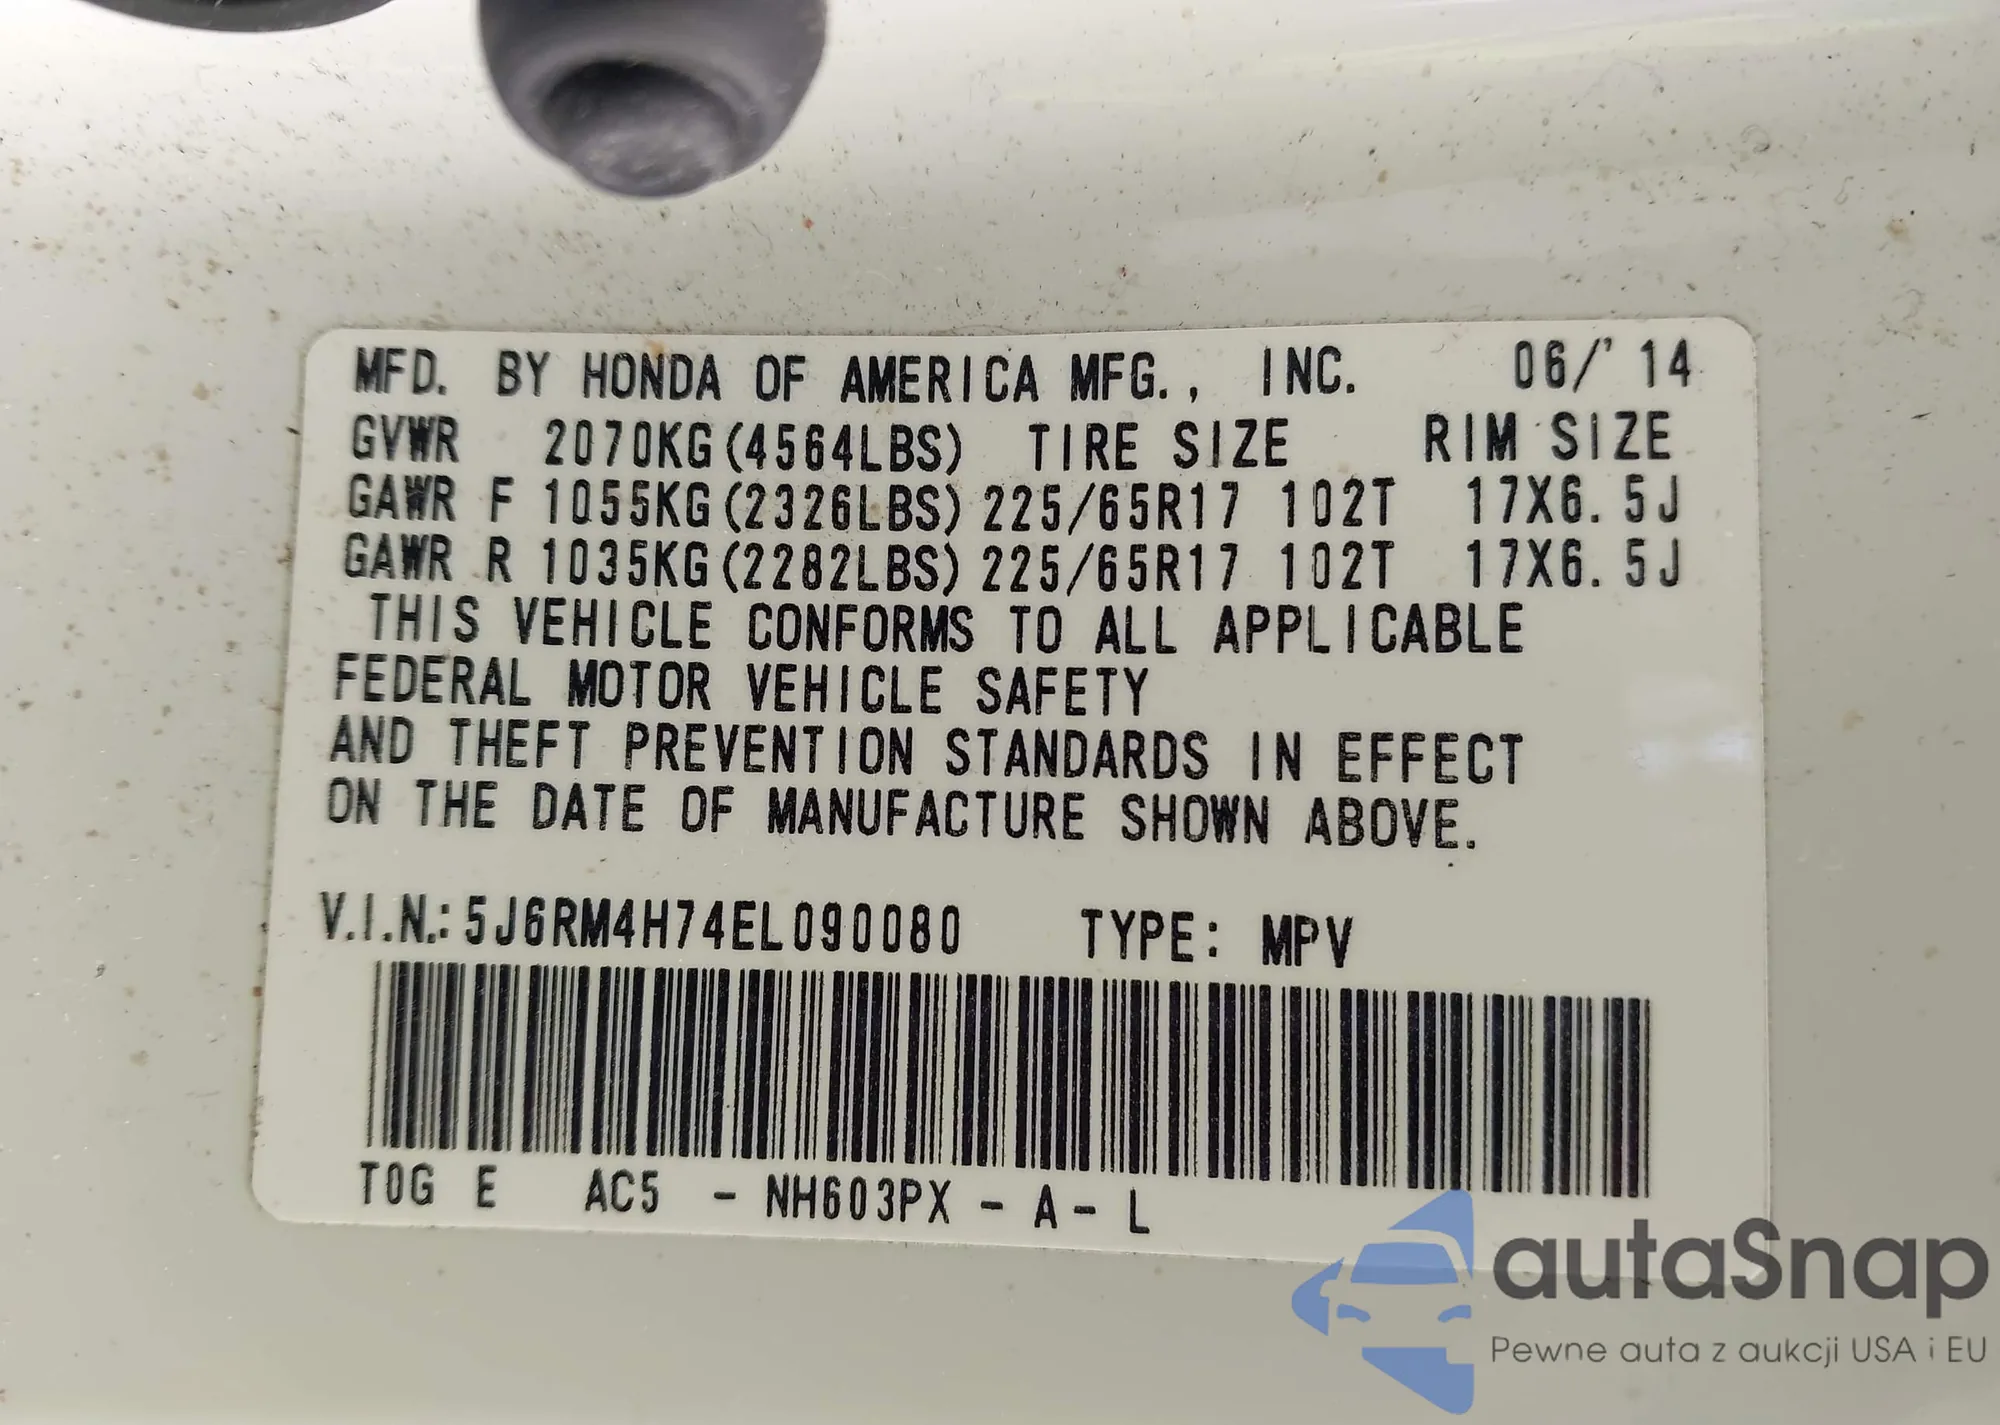 MFD. BY HONDA OF AMERICA MFG., INC. 06/'14
GVWR 2070KG(4564LBS) TIRE SIZE RIM SIZE
GAWR F 1055KG(2326LBS) 225/65R17 102T 17X6.5J
GAWR R 1035KG(2282LBS) 225/65R17 102T 17X6.5J
THIS VEHICLE CONFORMS TO ALL APPLICABLE
FEDERAL MOTOR VEHICLE SAFETY
AND THEFT PREVENTION STANDARDS IN EFFECT
ON THE DATE OF MANUFACTURE SHOWN ABOVE.
V.I.N.: 5J6RM4H74EL090080 TYPE: MPV
T0G E AC5 - NH603PX - A - L
autaSnap
Pewne auta z aukcji USA i EU